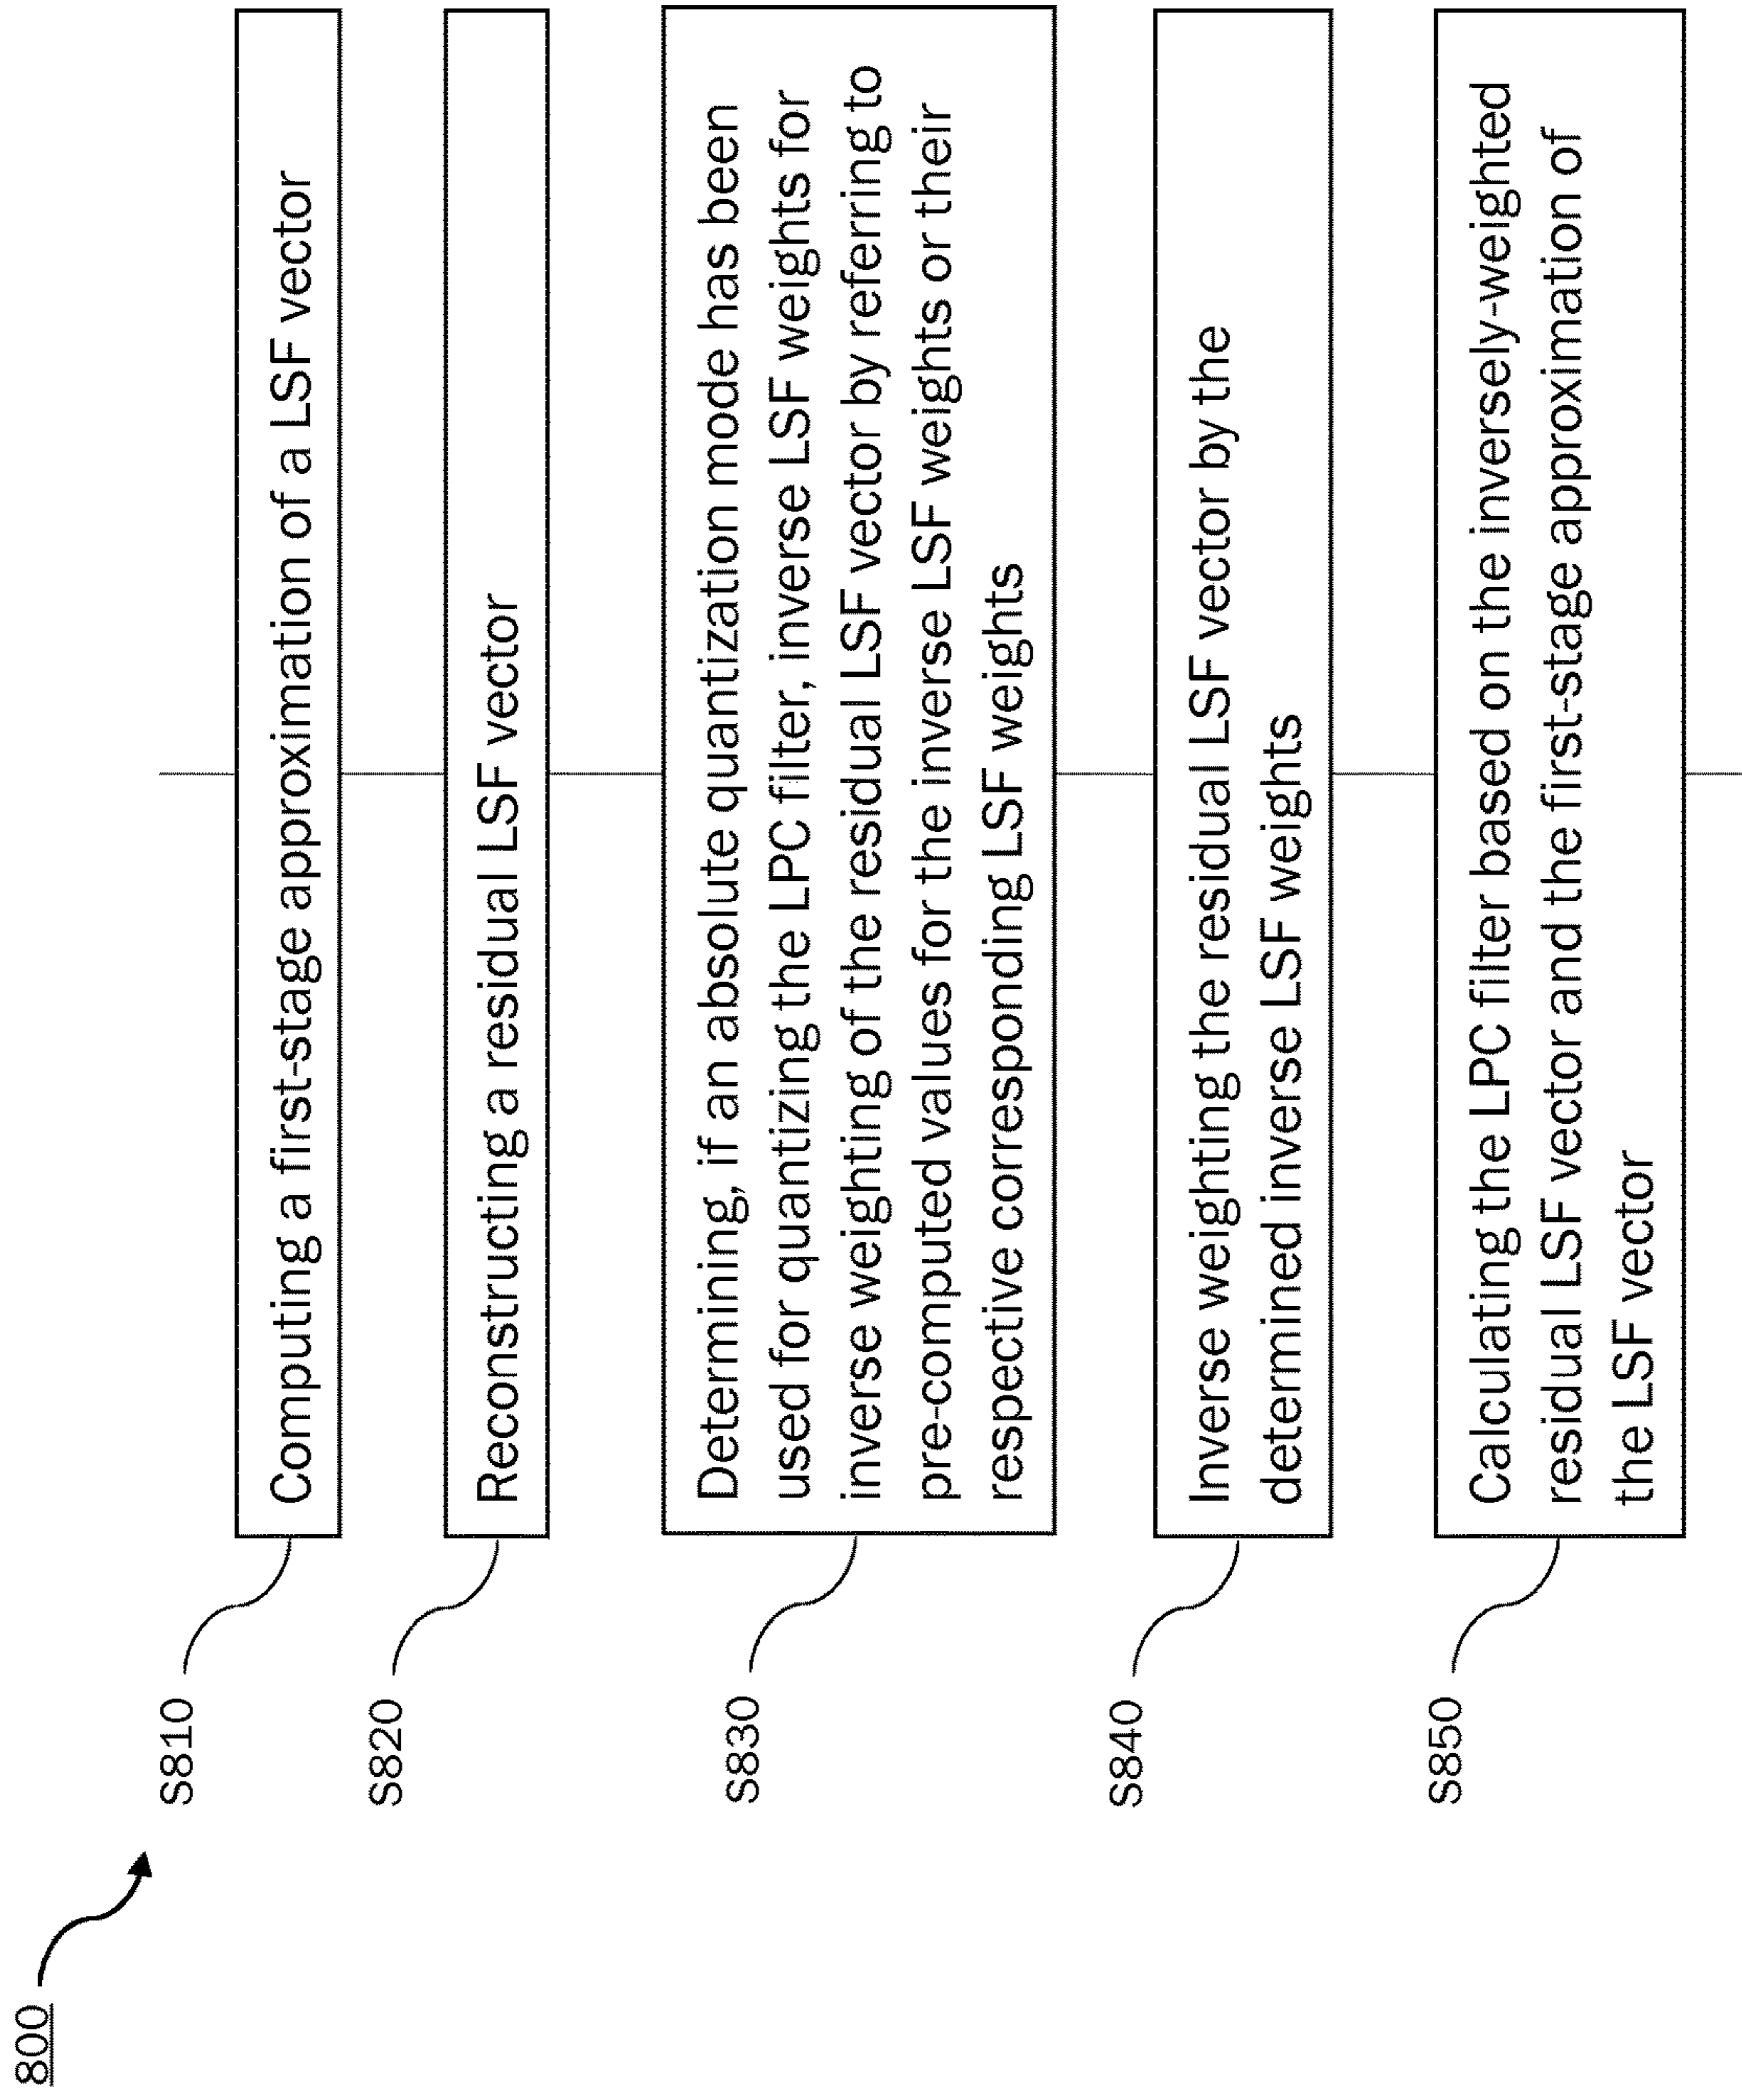 800
S810
Computing a first-stage approximation of a LSF vector
S820
Reconstructing a residual LSF vector
S830
Determining, if an absolute quantization mode has been
used for quantizing the LPC filter, inverse LSF weights for
inverse weighting of the residual LSF vector by referring to
pre-computed values for the inverse LSF weights or their
respective corresponding LSF weights
S840
Inverse weighting the residual LSF vector by the
determined inverse LSF weights
S850
Calculating the LPC filter based on the inversely-weighted
residual LSF vector and the first-stage approximation of
the LSF vector